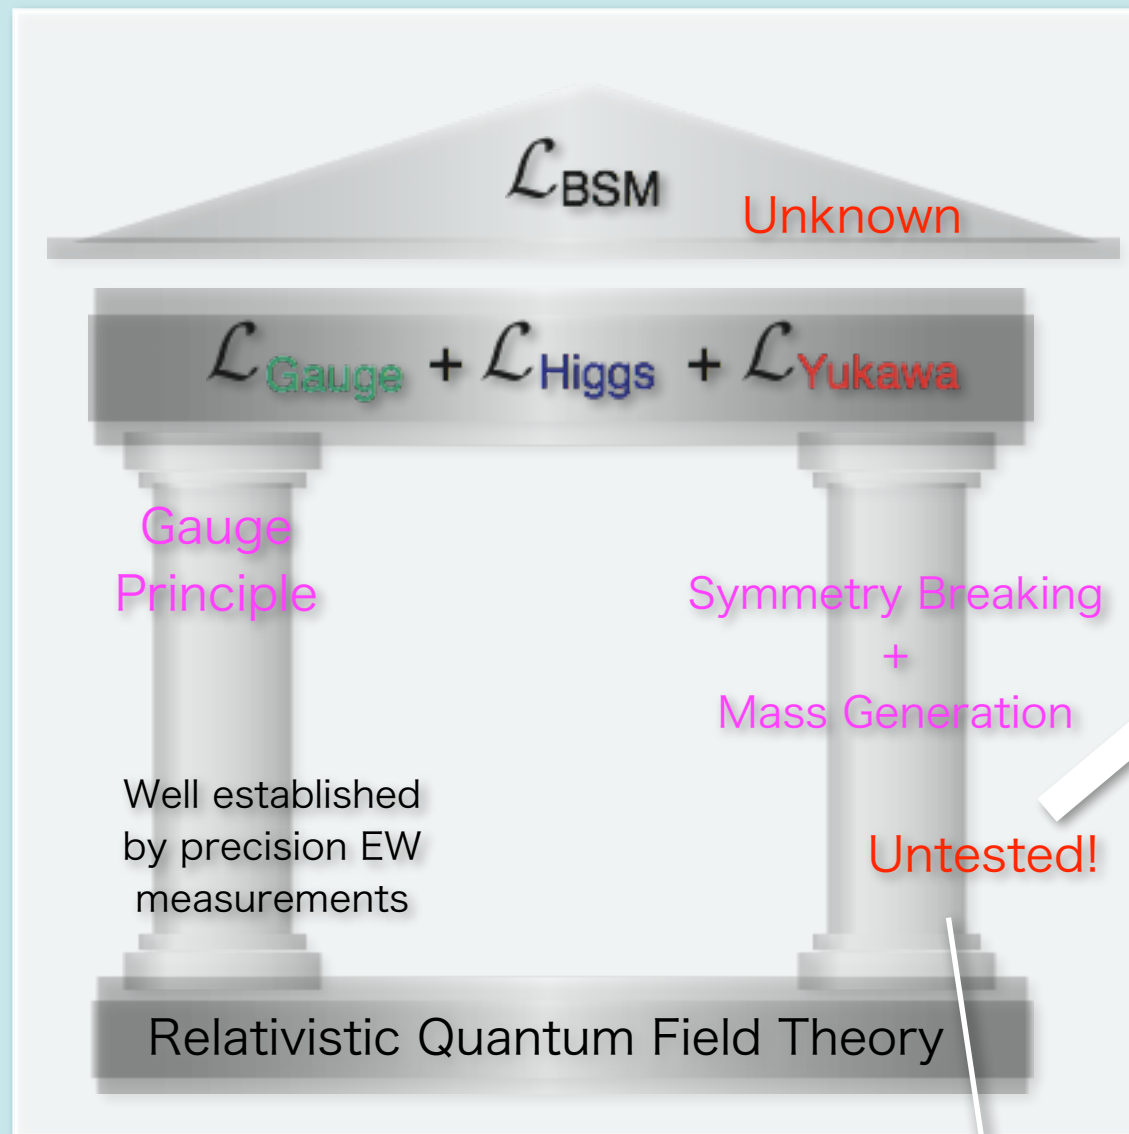 ℒBSM
Unknown
ℒGauge + ℒHiggs + ℒYukawa
Gauge
Principle
Symmetry Breaking
+
Mass Generation
Well established
by precision EW
measurements
Untested!
Relativistic Quantum Field Theory